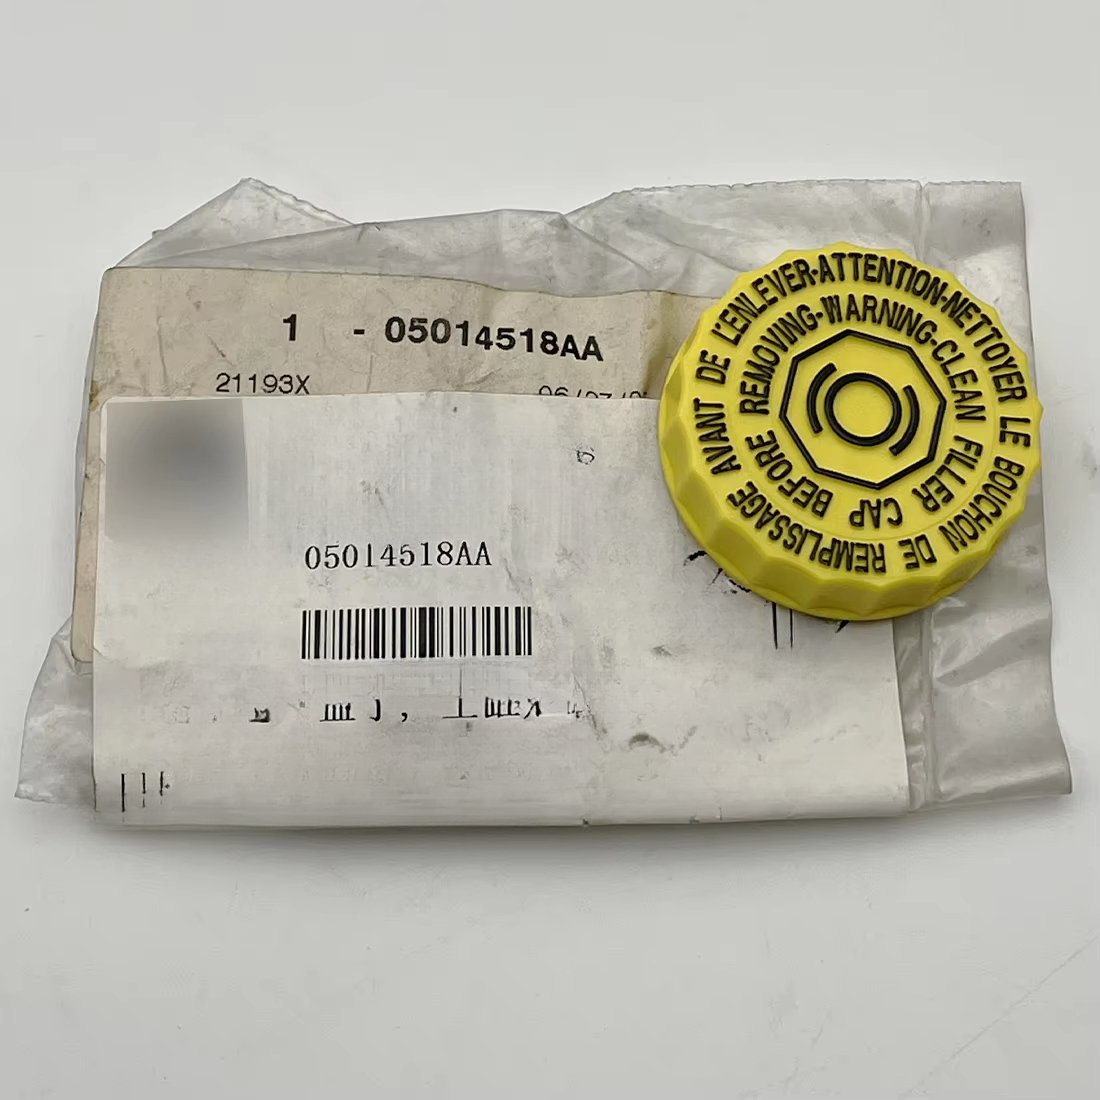 1 - 05014518AA
21193X
05014518AA
ATTENTION-NETTOYER LE BOUCHON DE REMPLISSAGE AVANT DE L'ENLEVER-
WARNING-CLEAN FILLER CAP BEFORE REMOVING-